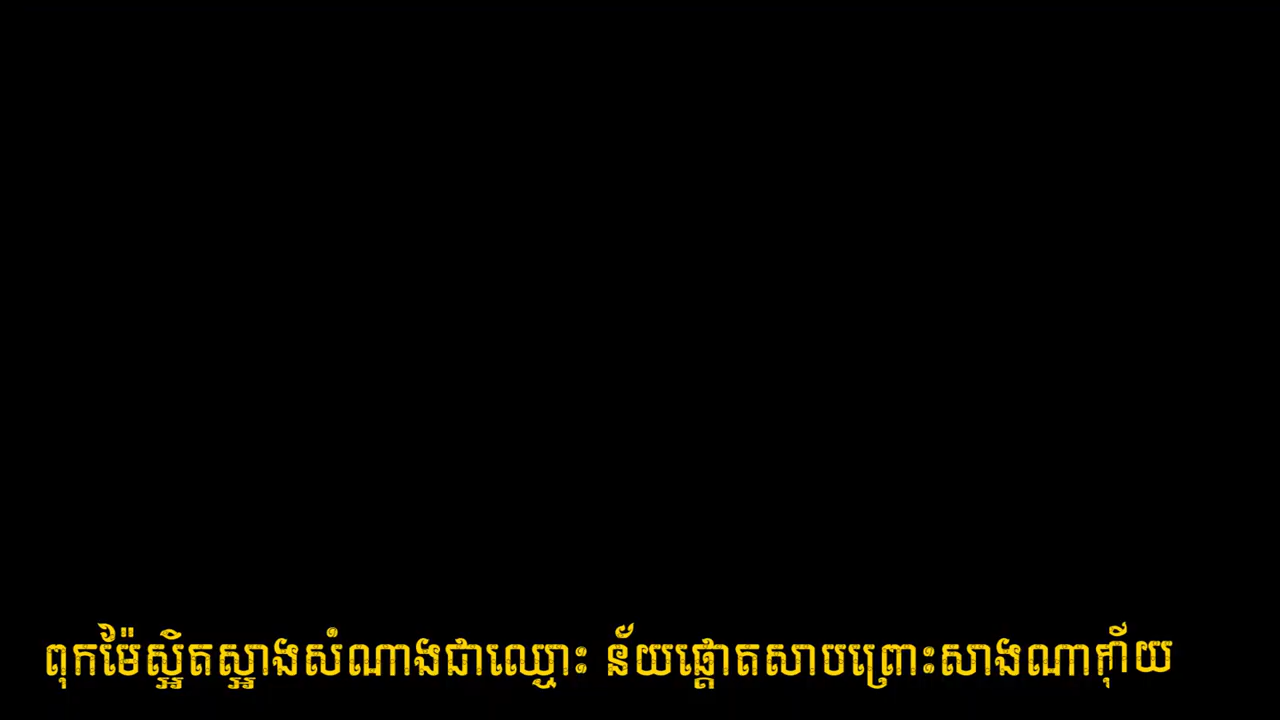 ពុកម៉ែស្អិតស្អាងសំណាងជាឈ្មោះ ន័យផ្ដោតសាបព្រោះសាងណាក៊ើយ